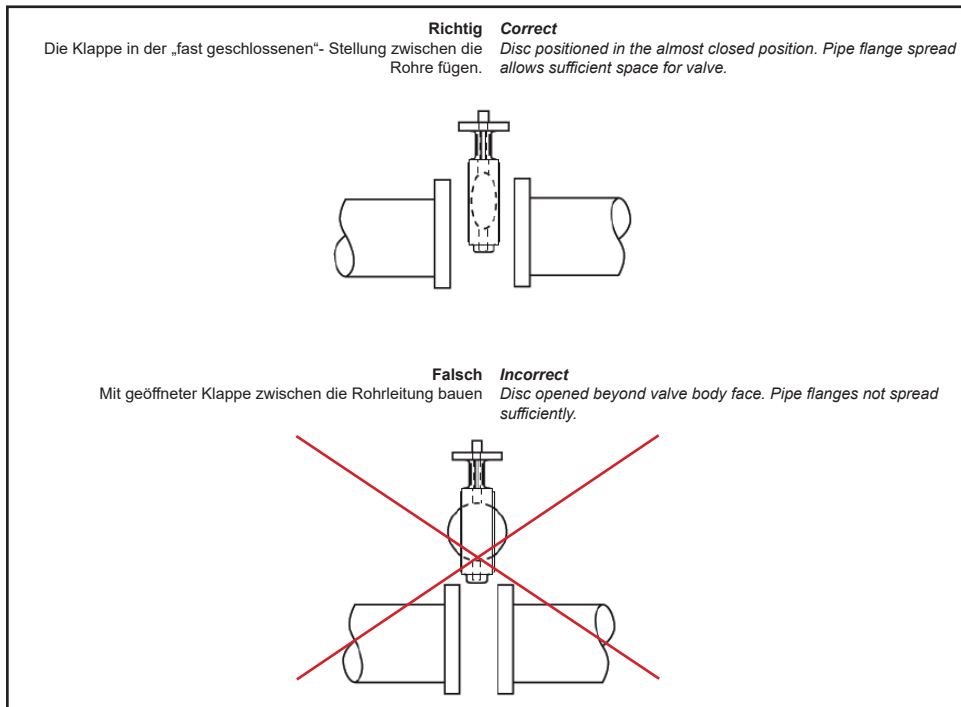 Richtig
Die Klappe in der „fast geschlossenen“- Stellung zwischen die
Rohre fügen.
Correct
Disc positioned in the almost closed position. Pipe flange spread
allows sufficient space for valve.
Falsch
Mit geöffneter Klappe zwischen die Rohrleitung bauen
Incorrect
Disc opened beyond valve body face. Pipe flanges not spread
sufficiently.